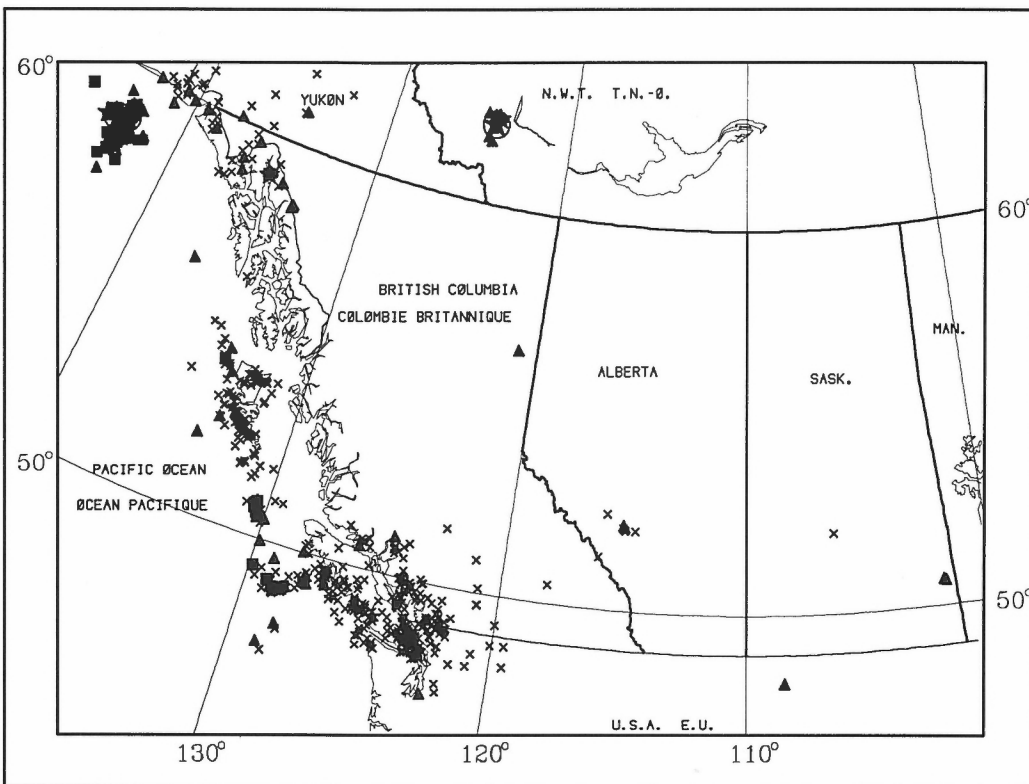 60°
YUKØN
N.W.T. T.N.-Ø.
60°
BRITISH CØLUMBIA
CØLØMBIE BRITANNIQUE
MAN.
ALBERTA
SASK.
50°
PACIFIC ØCEAN
ØCEAN PACIFIQUE
50°
U.S.A. E.U.
130°
120°
110°